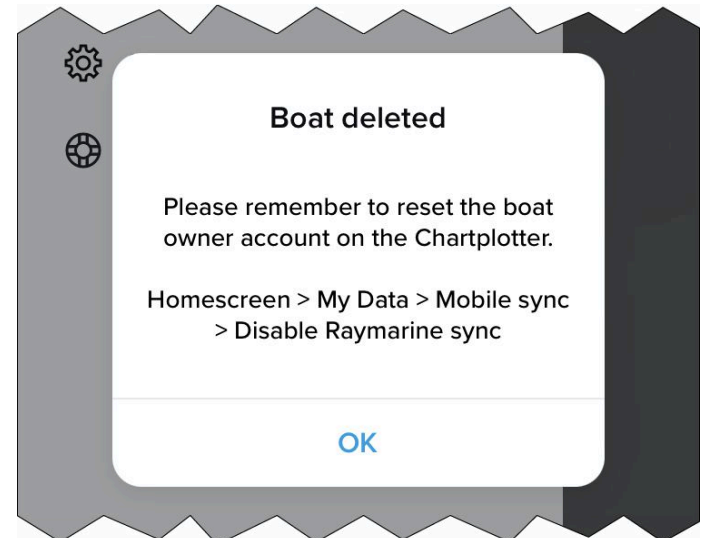 Boat deleted
Please remember to reset the boat
owner account on the Chartplotter.
Homescreen > My Data > Mobile sync
> Disable Raymarine sync
OK